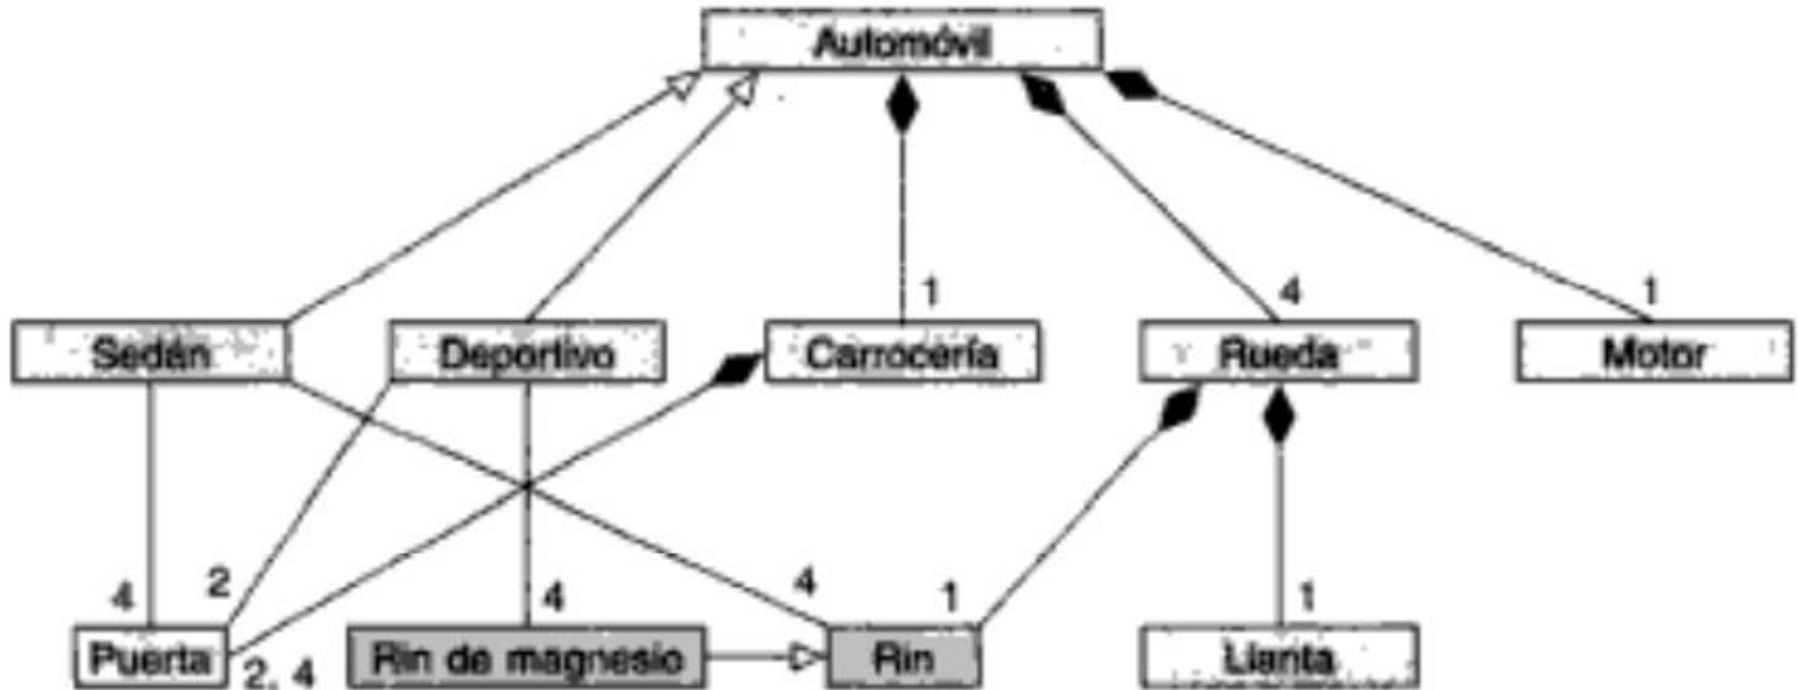 Automóvil
1 4 1
Sedán Deportivo Carrocería Rueda Motor
4 2 4 4 1 1
Puerta Rin de magnesio Rin Llanta
2, 4